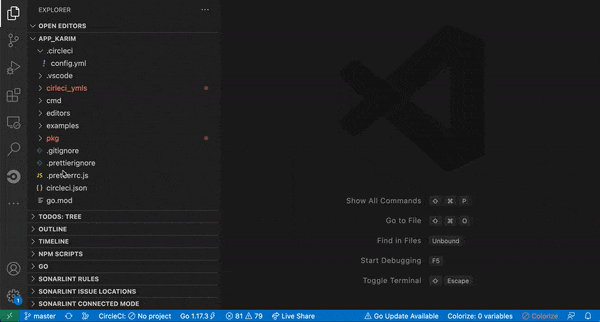 EXPLORER ···
OPEN EDITORS
APP_KARIM
.circleci
! config.yml
.vscode
cirleci_ymls
cmd
editors
examples
pkg
.gitignore
.prettierignore
JS .prettierrc.js
{ } circleci.json
go.mod
TODOS: TREE
OUTLINE
TIMELINE
NPM SCRIPTS
GO
SONARLINT RULES
SONARLINT ISSUE LOCATIONS
SONARLINT CONNECTED MODE
Show All Commands ⇧ ⌘ P
Go to File ⇧ ⌘ O
Find in Files Unbound
Start Debugging F5
Toggle Terminal ⇧ Escape
1
master CircleCI: No project Go 1.17.3 81 79 Live Share Go Update Available Colorize: 0 variables Colorize